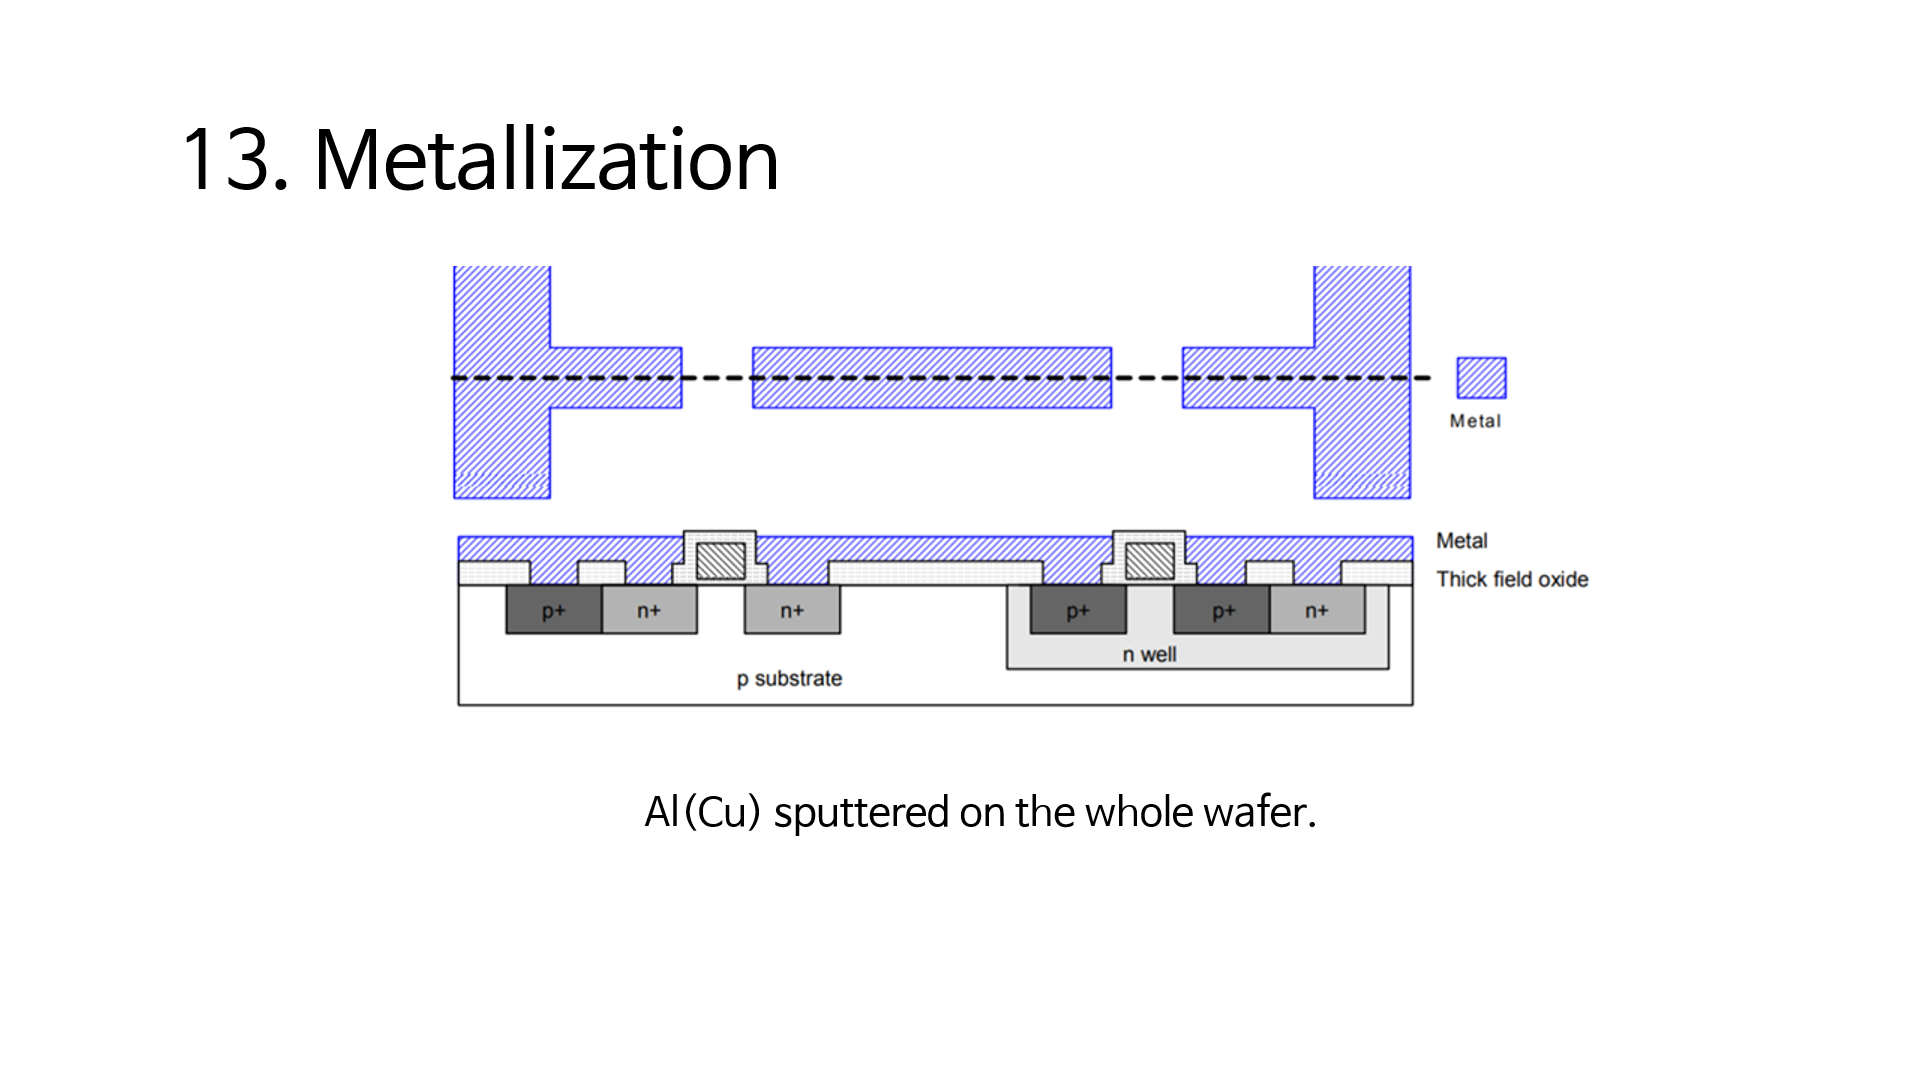 13. Metallization
Metal
Metal
Thick field oxide
p+ n+ n+ p+ p+ n+
n well
p substrate
Al(Cu) sputtered on the whole wafer.